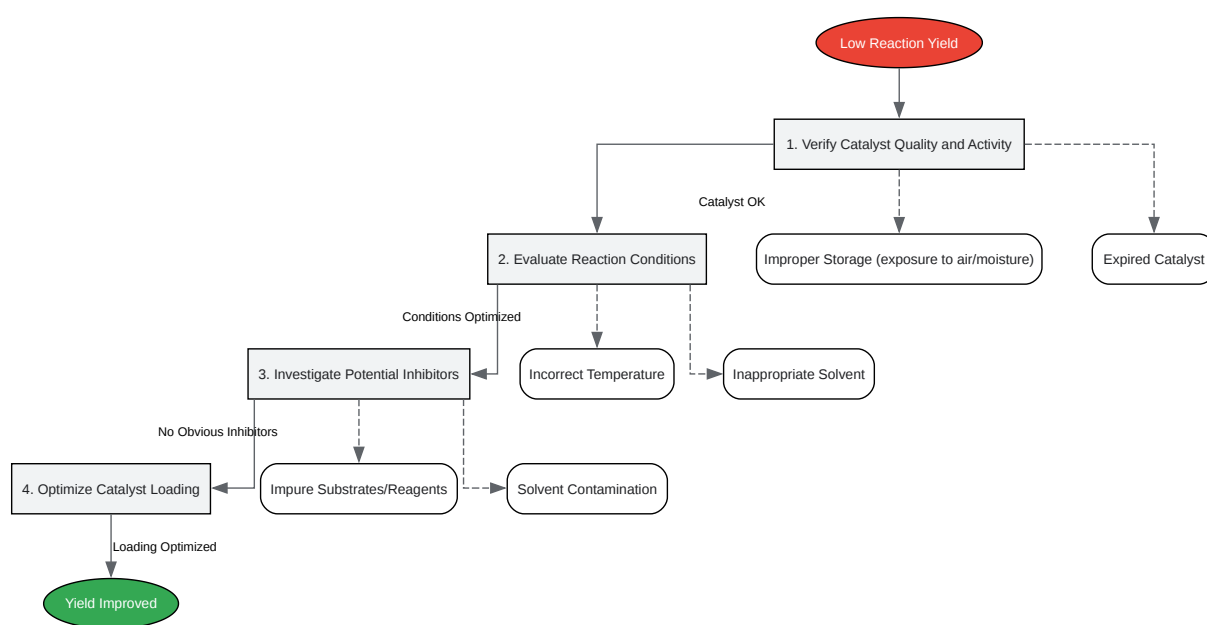 Low Reaction Yield
1. Verify Catalyst Quality and Activity
Catalyst OK
2. Evaluate Reaction Conditions
Improper Storage (exposure to air/moisture)
Expired Catalyst
Conditions Optimized
3. Investigate Potential Inhibitors
Incorrect Temperature
Inappropriate Solvent
No Obvious Inhibitors
4. Optimize Catalyst Loading
Impure Substrates/Reagents
Solvent Contamination
Loading Optimized
Yield Improved